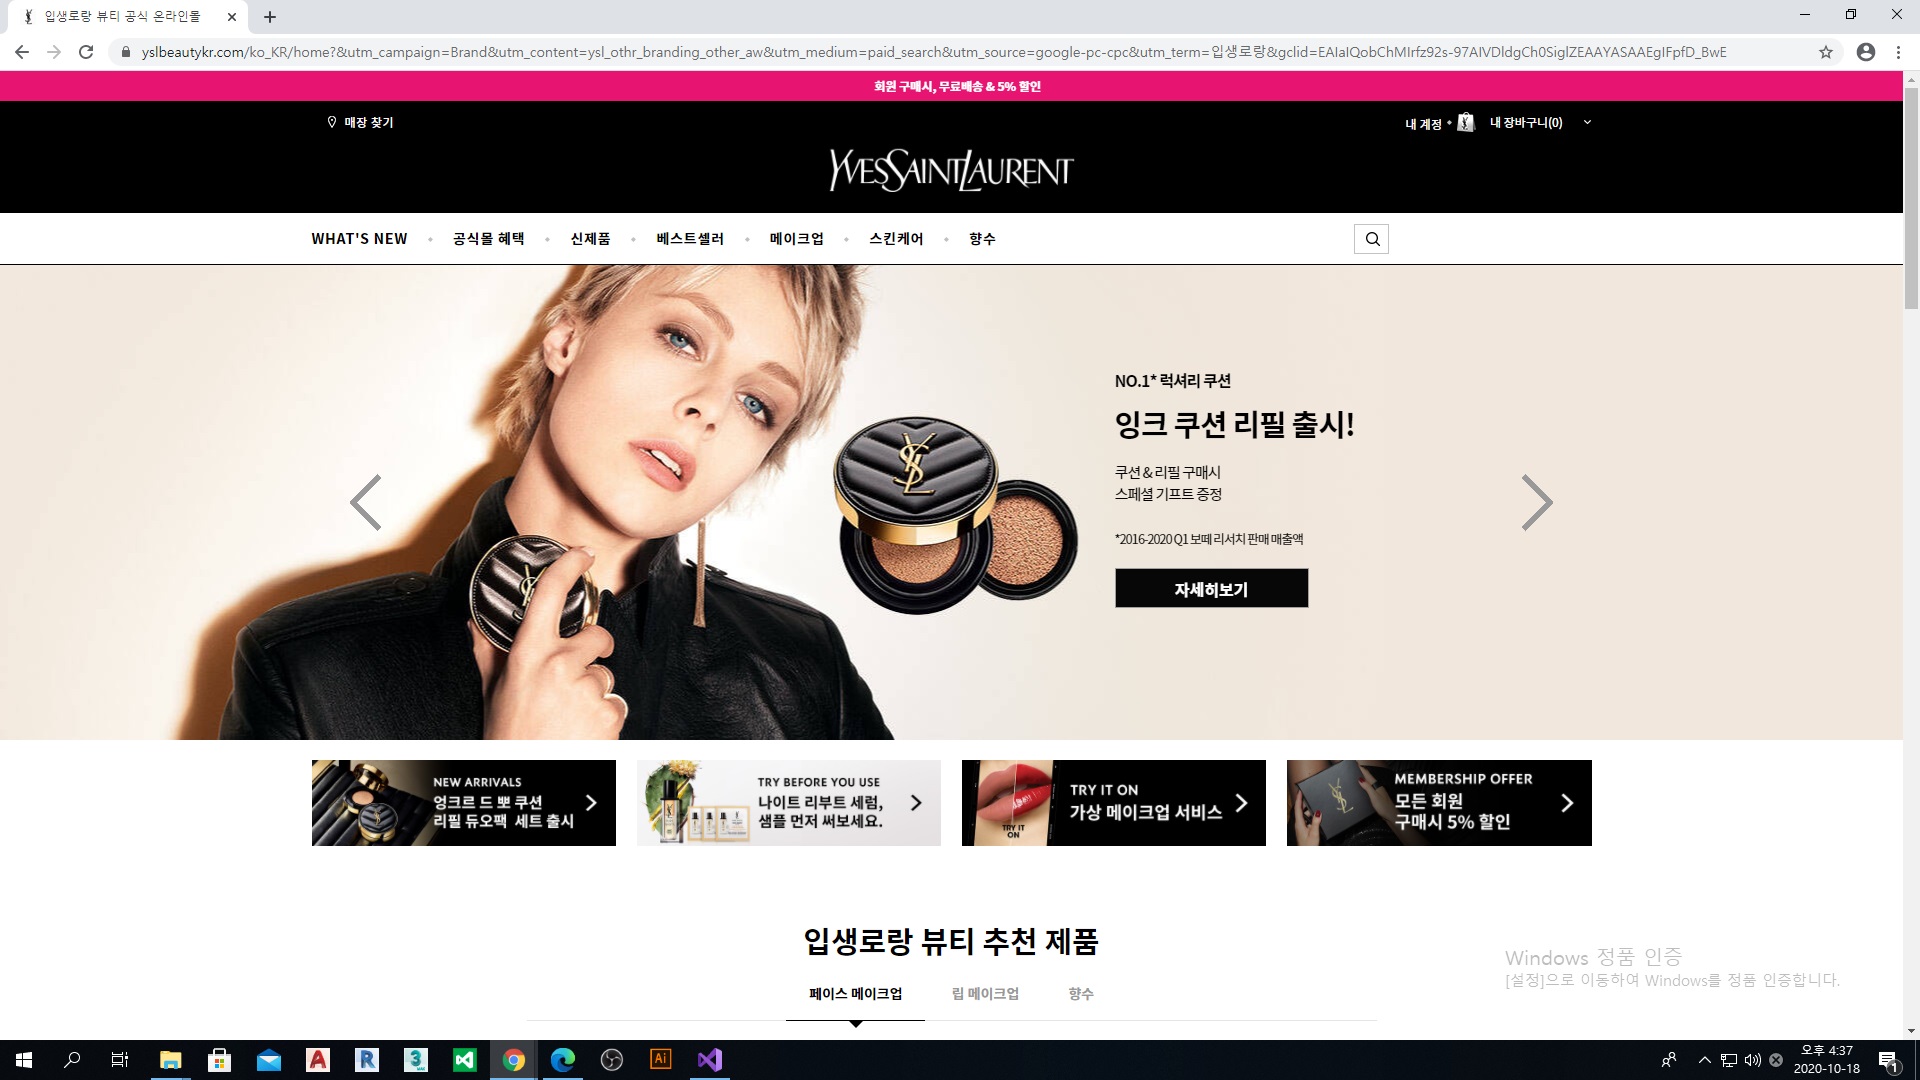 입생로랑 뷰티 공식 온라인몰
yslbeautykr.com/ko_KR/home?&utm_campaign=Brand&utm_content=ysl_othr_branding_other_aw&utm_medium=paid_search&utm_source=google-pc-cpc&utm_term=입생로랑&gclid=EAIaIQobChMIrfz92s-97AIVDldgCh0SiglZEAAYASAAEgIFpfD_BwE
회원 구매시, 무료배송 & 5% 할인
매장 찾기
내 계정
내 장바구니(0)
YVESSAINTLAURENT
WHAT'S NEW
공식몰 혜택
신제품
베스트셀러
메이크업
스킨케어
향수
NO.1* 럭셔리 쿠션
잉크 쿠션 리필 출시!
쿠션 & 리필 구매시
스페셜 기프트 증정
*2016-2020 Q1 보떼 리서치 판매 매출액
자세히보기
NEW ARRIVALS
엉크르 드 뽀 쿠션
리필 듀오팩 세트 출시
TRY BEFORE YOU USE
나이트 리부트 세럼,
샘플 먼저 써보세요.
TRY IT
ON
TRY IT ON
가상 메이크업 서비스
MEMBERSHIP OFFER
모든 회원
구매시 5% 할인
입생로랑 뷰티 추천 제품
페이스 메이크업
립 메이크업
향수
Windows 정품 인증
[설정]으로 이동하여 Windows를 정품 인증합니다.
오후 4:37
2020-10-18
1